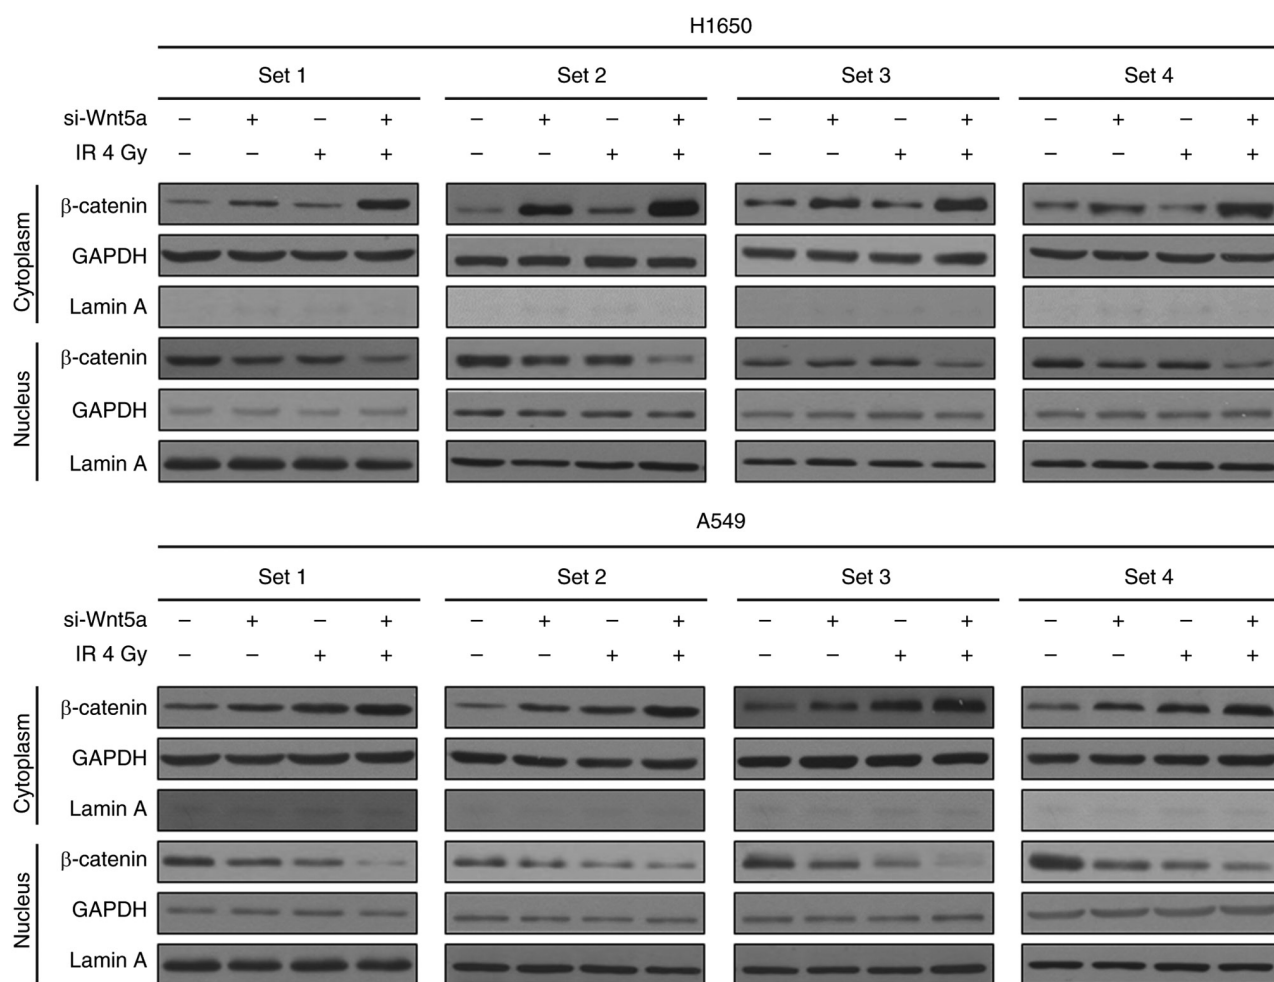 H1650
Set 1 Set 2 Set 3 Set 4
si-Wnt5a − + − + − + − + − + − + − + − +
IR 4 Gy − − + + − − + + − − + + − − + +
Cytoplasm
β-catenin
GAPDH
Lamin A
Nucleus
β-catenin
GAPDH
Lamin A
A549
Set 1 Set 2 Set 3 Set 4
si-Wnt5a − + − + − + − + − + − + − + − +
IR 4 Gy − − + + − − + + − − + + − − + +
Cytoplasm
β-catenin
GAPDH
Lamin A
Nucleus
β-catenin
GAPDH
Lamin A